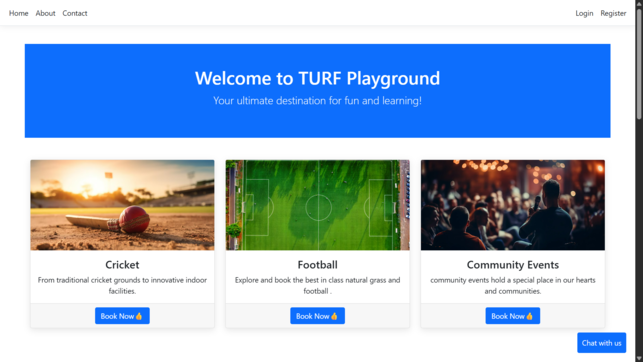 Home About Contact Login Register
Welcome to TURF Playground
Your ultimate destination for fun and learning!
Cricket
From traditional cricket grounds to innovative indoor
facilities.
Book Now👍
Football
Explore and book the best in class natural grass and
football .
Book Now👍
Community Events
community events hold a special place in our hearts
and communities.
Book Now👍
Chat with us